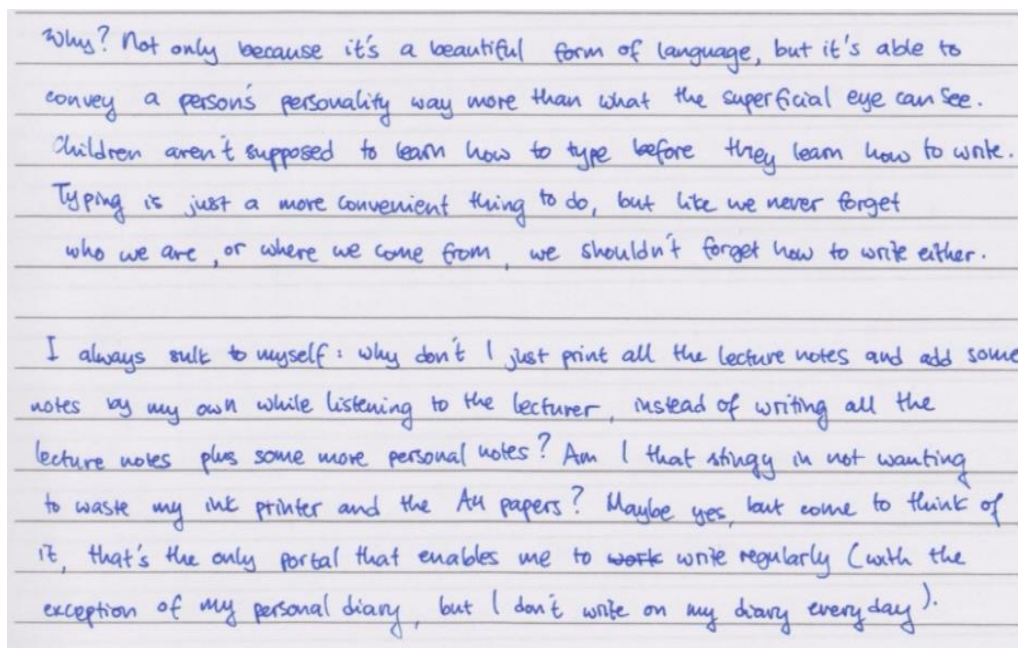 Why? Not only because it's a beautiful form of language, but it's able to
convey a person's personality way more than what the superficial eye can see.
Children aren't supposed to learn how to type before they learn how to write.
Typing is just a more convenient thing to do, but like we never forget
who we are, or where we come from, we shouldn't forget how to write either.
I always sulk to myself: why don't I just print all the lecture notes and add some
notes by my own while listening to the lecturer, instead of writing all the
lecture notes plus some more personal notes? Am I that stingy in not wanting
to waste my ink printer and the A4 papers? Maybe yes, but come to think of
it, that's the only portal that enables me to work write regularly (with the
exception of my personal diary, but I don't write on my diary everyday).